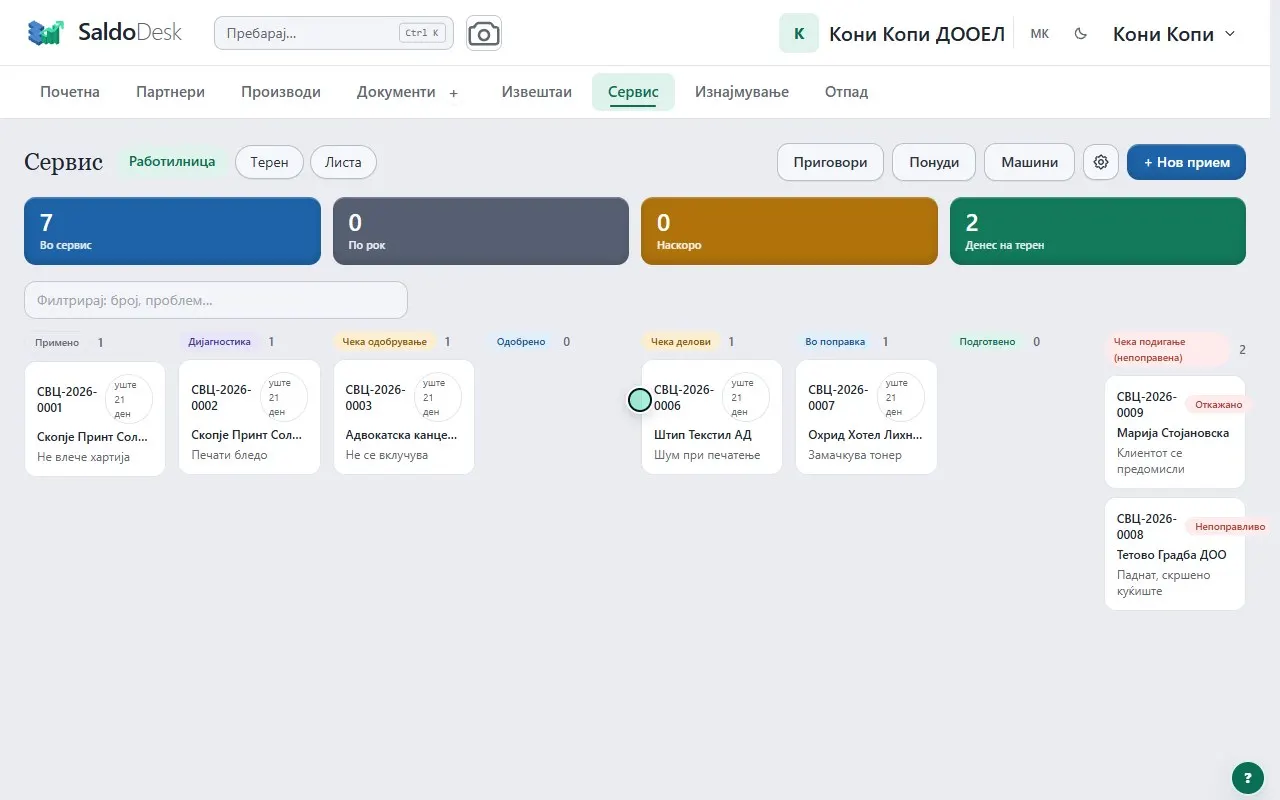 SaldoDesk
Пребарај...
Ctrl K
К
Кони Копи ДООЕЛ
МК
Кони Копи
Почетна
Партнери
Производи
Документи +
Извештаи
Сервис
Изнајмување
Отпад
Сервис
Работилница
Терен
Листа
Приговори
Понуди
Машини
+ Нов прием
7
Во сервис
0
По рок
0
Наскоро
2
Денес на терен
Филтрирај: број, проблем...
Примено 1
СВЦ-2026-
0001
уште
21
ден
Скопје Принт Сол...
Не влече хартија
Дијагностика 1
СВЦ-2026-
0002
уште
21
ден
Скопје Принт Сол...
Печати бледо
Чека одобрување 1
СВЦ-2026-
0003
уште
21
ден
Адвокатска канце...
Не се вклучува
Одобрено 0
Чека делови 1
СВЦ-2026-
0006
уште
21
ден
Штип Текстил АД
Шум при печатење
Во поправка 1
СВЦ-2026-
0007
уште
21
ден
Охрид Хотел Лихн...
Замачкува тонер
Подготвено 0
Чека подигање
(непоправена) 2
СВЦ-2026-
0009
Откажано
Марија Стојановска
Клиентот се
предомисли
СВЦ-2026-
0008
Непоправливо
Тетово Градба ДОО
Паднат, скршено
куќиште
?